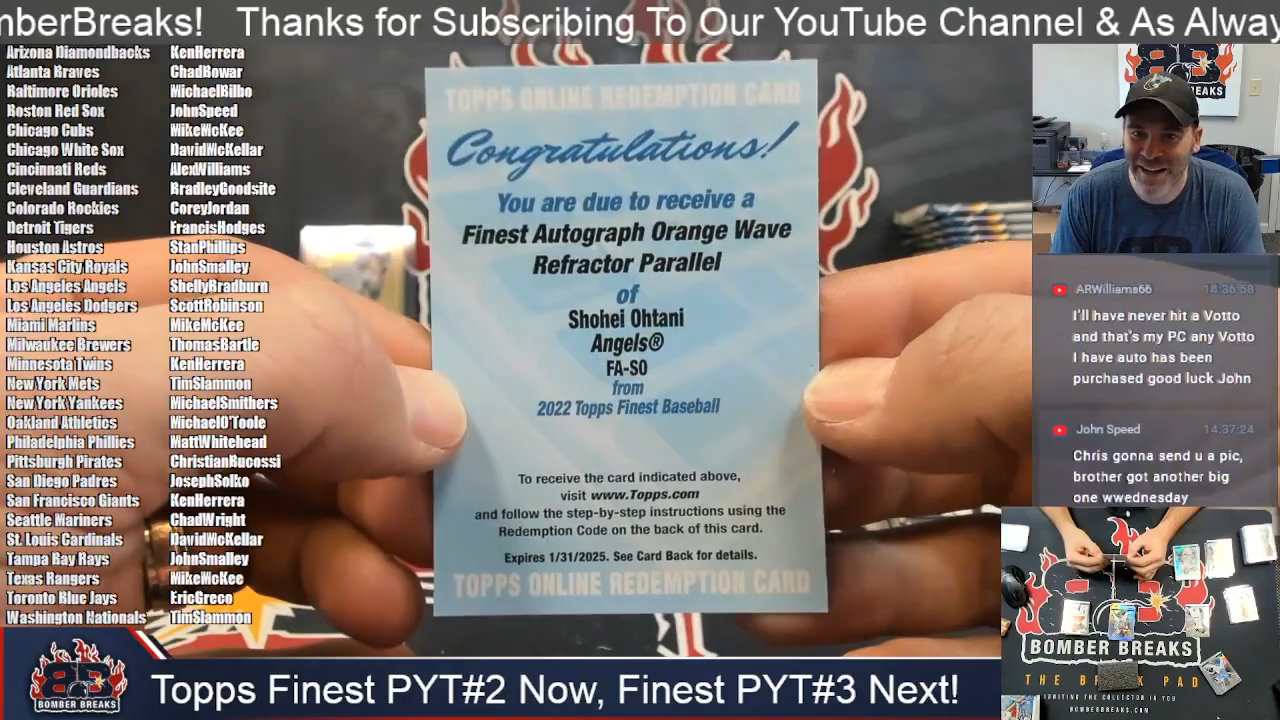 mberBreaks! Thanks for Subscribing To Our YouTube Channel & As Alway
Arizona Diamondbacks KenHerrera
Atlanta Braves ChadBowar
Baltimore Orioles MichaelBilbo
Boston Red Sox JohnSpeed
Chicago Cubs MikeMcKee
Chicago White Sox DavidMcKellar
Cincinnati Reds AlexWilliams
Cleveland Guardians BradleyGoodsite
Colorado Rockies CoreyJordan
Detroit Tigers FrancisHodges
Houston Astros StanPhillips
Kansas City Royals JohnSmalley
Los Angeles Angels ShellyBradburn
Los Angeles Dodgers ScottRobinson
Miami Marlins MikeMcKee
Milwaukee Brewers ThomasBartle
Minnesota Twins KenHerrera
New York Mets TimSlammon
New York Yankees MichaelSmithers
Oakland Athletics MichaelO'Toole
Philadelphia Phillies MattWhitehead
Pittsburgh Pirates ChristianBucossi
San Diego Padres JosephSolko
San Francisco Giants KenHerrera
Seattle Mariners ChadWright
St. Louis Cardinals DavidMcKellar
Tampa Bay Rays JohnSmalley
Texas Rangers MikeMcKee
Toronto Blue Jays EricGreco
Washington Nationals TimSlammon
TOPPS ONLINE REDEMPTION CARD
Congratulations!
You are due to receive a
Finest Autograph Orange Wave
Refractor Parallel
of
Shohei Ohtani
Angels®
FA-SO
from
2022 Topps Finest Baseball
To receive the card indicated above,
visit www.Topps.com
and follow the step-by-step instructions using the
Redemption Code on the back of this card.
Expires 1/31/2025. See Card Back for details.
TOPPS ONLINE REDEMPTION CARD
BREAKS
ARWilliams66 14:36:58
I'll have never hit a Votto
and that's my PC any Votto
I have auto has been
purchased good luck John
John Speed 14:37:24
Chris gonna send u a pic,
brother got another big
one wwednesday
BOMBER BREAKS
THE BR K PAD
IGNITING THE COLLECTOR IN YOU
BOMBERBREAKS.COM
BOMBER BREAKS
Topps Finest PYT#2 Now, Finest PYT#3 Next!